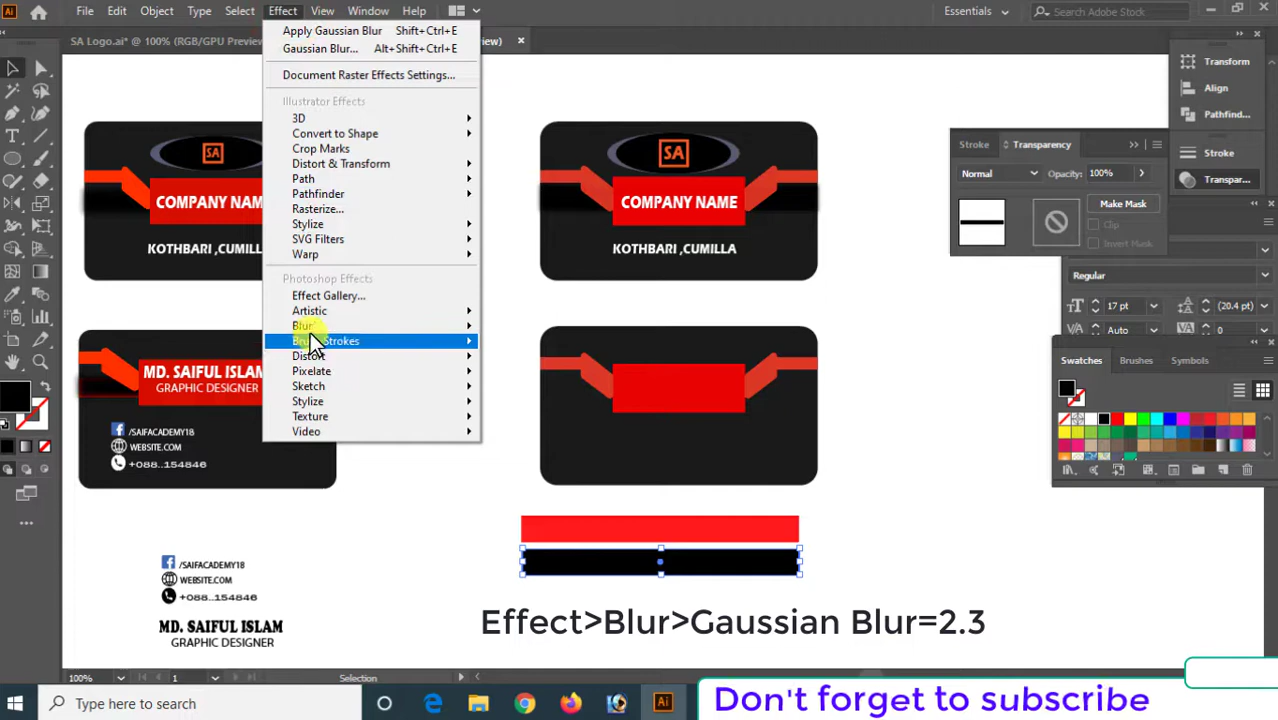 File Edit Object Type Select Effect View Window Help Essentials Search Adobe Stock
SA Logo.ai* @ 100% (RGB/GPU Preview
view)
Apply Gaussian Blur Shift+Ctrl+E
Gaussian Blur... Alt+Shift+Ctrl+E
Document Raster Effects Settings...
Illustrator Effects
3D
Convert to Shape
Crop Marks
Distort & Transform
Path
Pathfinder
Rasterize...
Stylize
SVG Filters
Warp
Photoshop Effects
Effect Gallery...
Artistic
Blur
Brush Strokes
Distort
Pixelate
Sketch
Stylize
Texture
Video
SA
COMPANY NAM
KOTHBARI ,CUMILLA
SA
COMPANY NAME
KOTHBARI ,CUMILLA
MD. SAIFUL ISLAM
GRAPHIC DESIGNER
/SAIFACADEMY18
WEBSITE.COM
+088..154846
/SAIFACADEMY18
WEBSITE.COM
+088..154846
MD. SAIFUL ISLAM
GRAPHIC DESIGNER
Transform
Align
Pathfin...
Stroke
Transpar...
Stroke Transparency
Normal Opacity: 100%
Make Mask
Clip
Invert Mask
Regular
17 pt (20.4 pt)
Auto 0
Swatches Brushes Symbols
Effect>Blur>Gaussian Blur=2.3
100% 1 Selection
Type here to search
Don't forget to subscribe